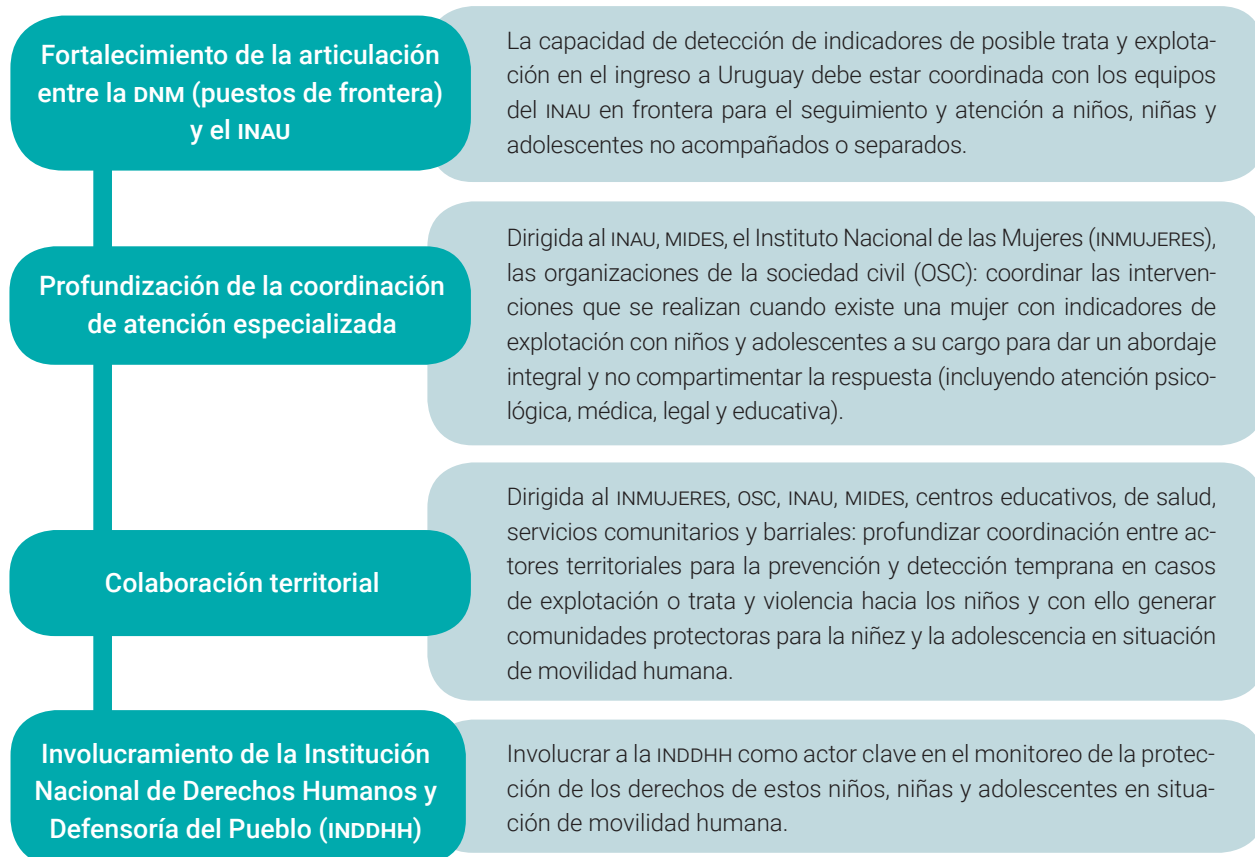 Fortalecimiento de la articulación
entre la DNM (puestos de frontera)
y el INAU
La capacidad de detección de indicadores de posible trata y explota-
ción en el ingreso a Uruguay debe estar coordinada con los equipos
del INAU en frontera para el seguimiento y atención a niños, niñas y
adolescentes no acompañados o separados.
Profundización de la coordinación
de atención especializada
Dirigida al INAU, MIDES, el Instituto Nacional de las Mujeres (INMUJERES),
las organizaciones de la sociedad civil (OSC): coordinar las interven-
ciones que se realizan cuando existe una mujer con indicadores de
explotación con niños y adolescentes a su cargo para dar un abordaje
integral y no compartimentar la respuesta (incluyendo atención psico-
lógica, médica, legal y educativa).
Colaboración territorial
Dirigida al INMUJERES, OSC, INAU, MIDES, centros educativos, de salud,
servicios comunitarios y barriales: profundizar coordinación entre ac-
tores territoriales para la prevención y detección temprana en casos
de explotación o trata y violencia hacia los niños y con ello generar
comunidades protectoras para la niñez y la adolescencia en situación
de movilidad humana.
Involucramiento de la Institución
Nacional de Derechos Humanos y
Defensoría del Pueblo (INDDHH)
Involucrar a la INDDHH como actor clave en el monitoreo de la protec-
ción de los derechos de estos niños, niñas y adolescentes en situa-
ción de movilidad humana.